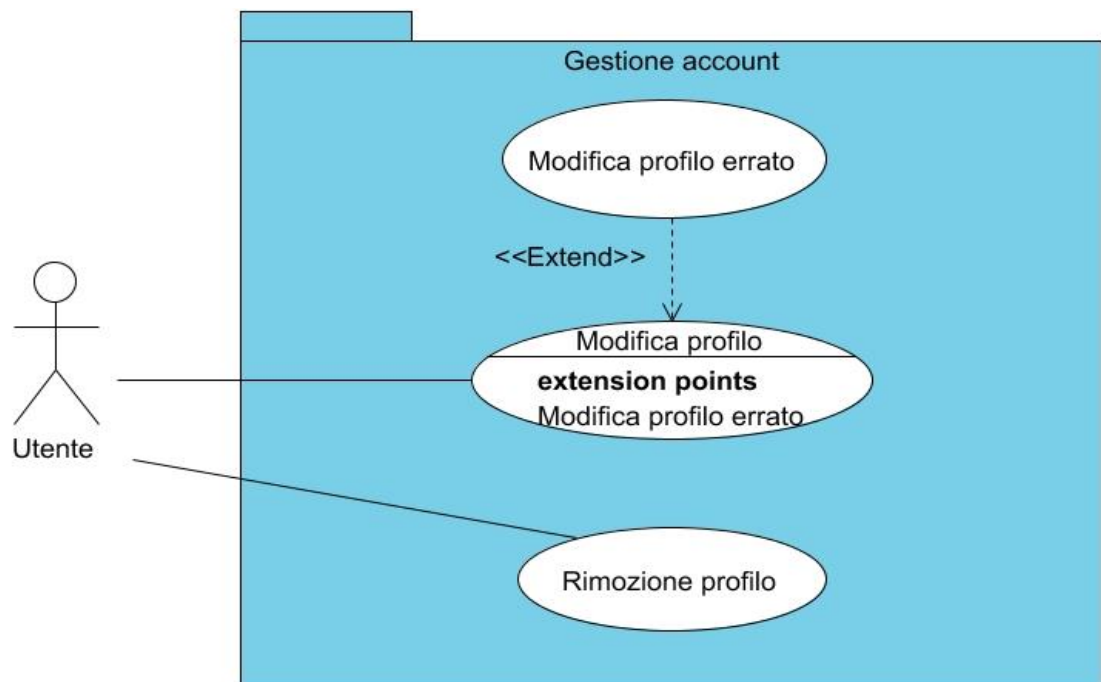 Gestione account
Modifica profilo errato
<<Extend>>
Modifica profilo
extension points
Modifica profilo errato
Utente
Rimozione profilo